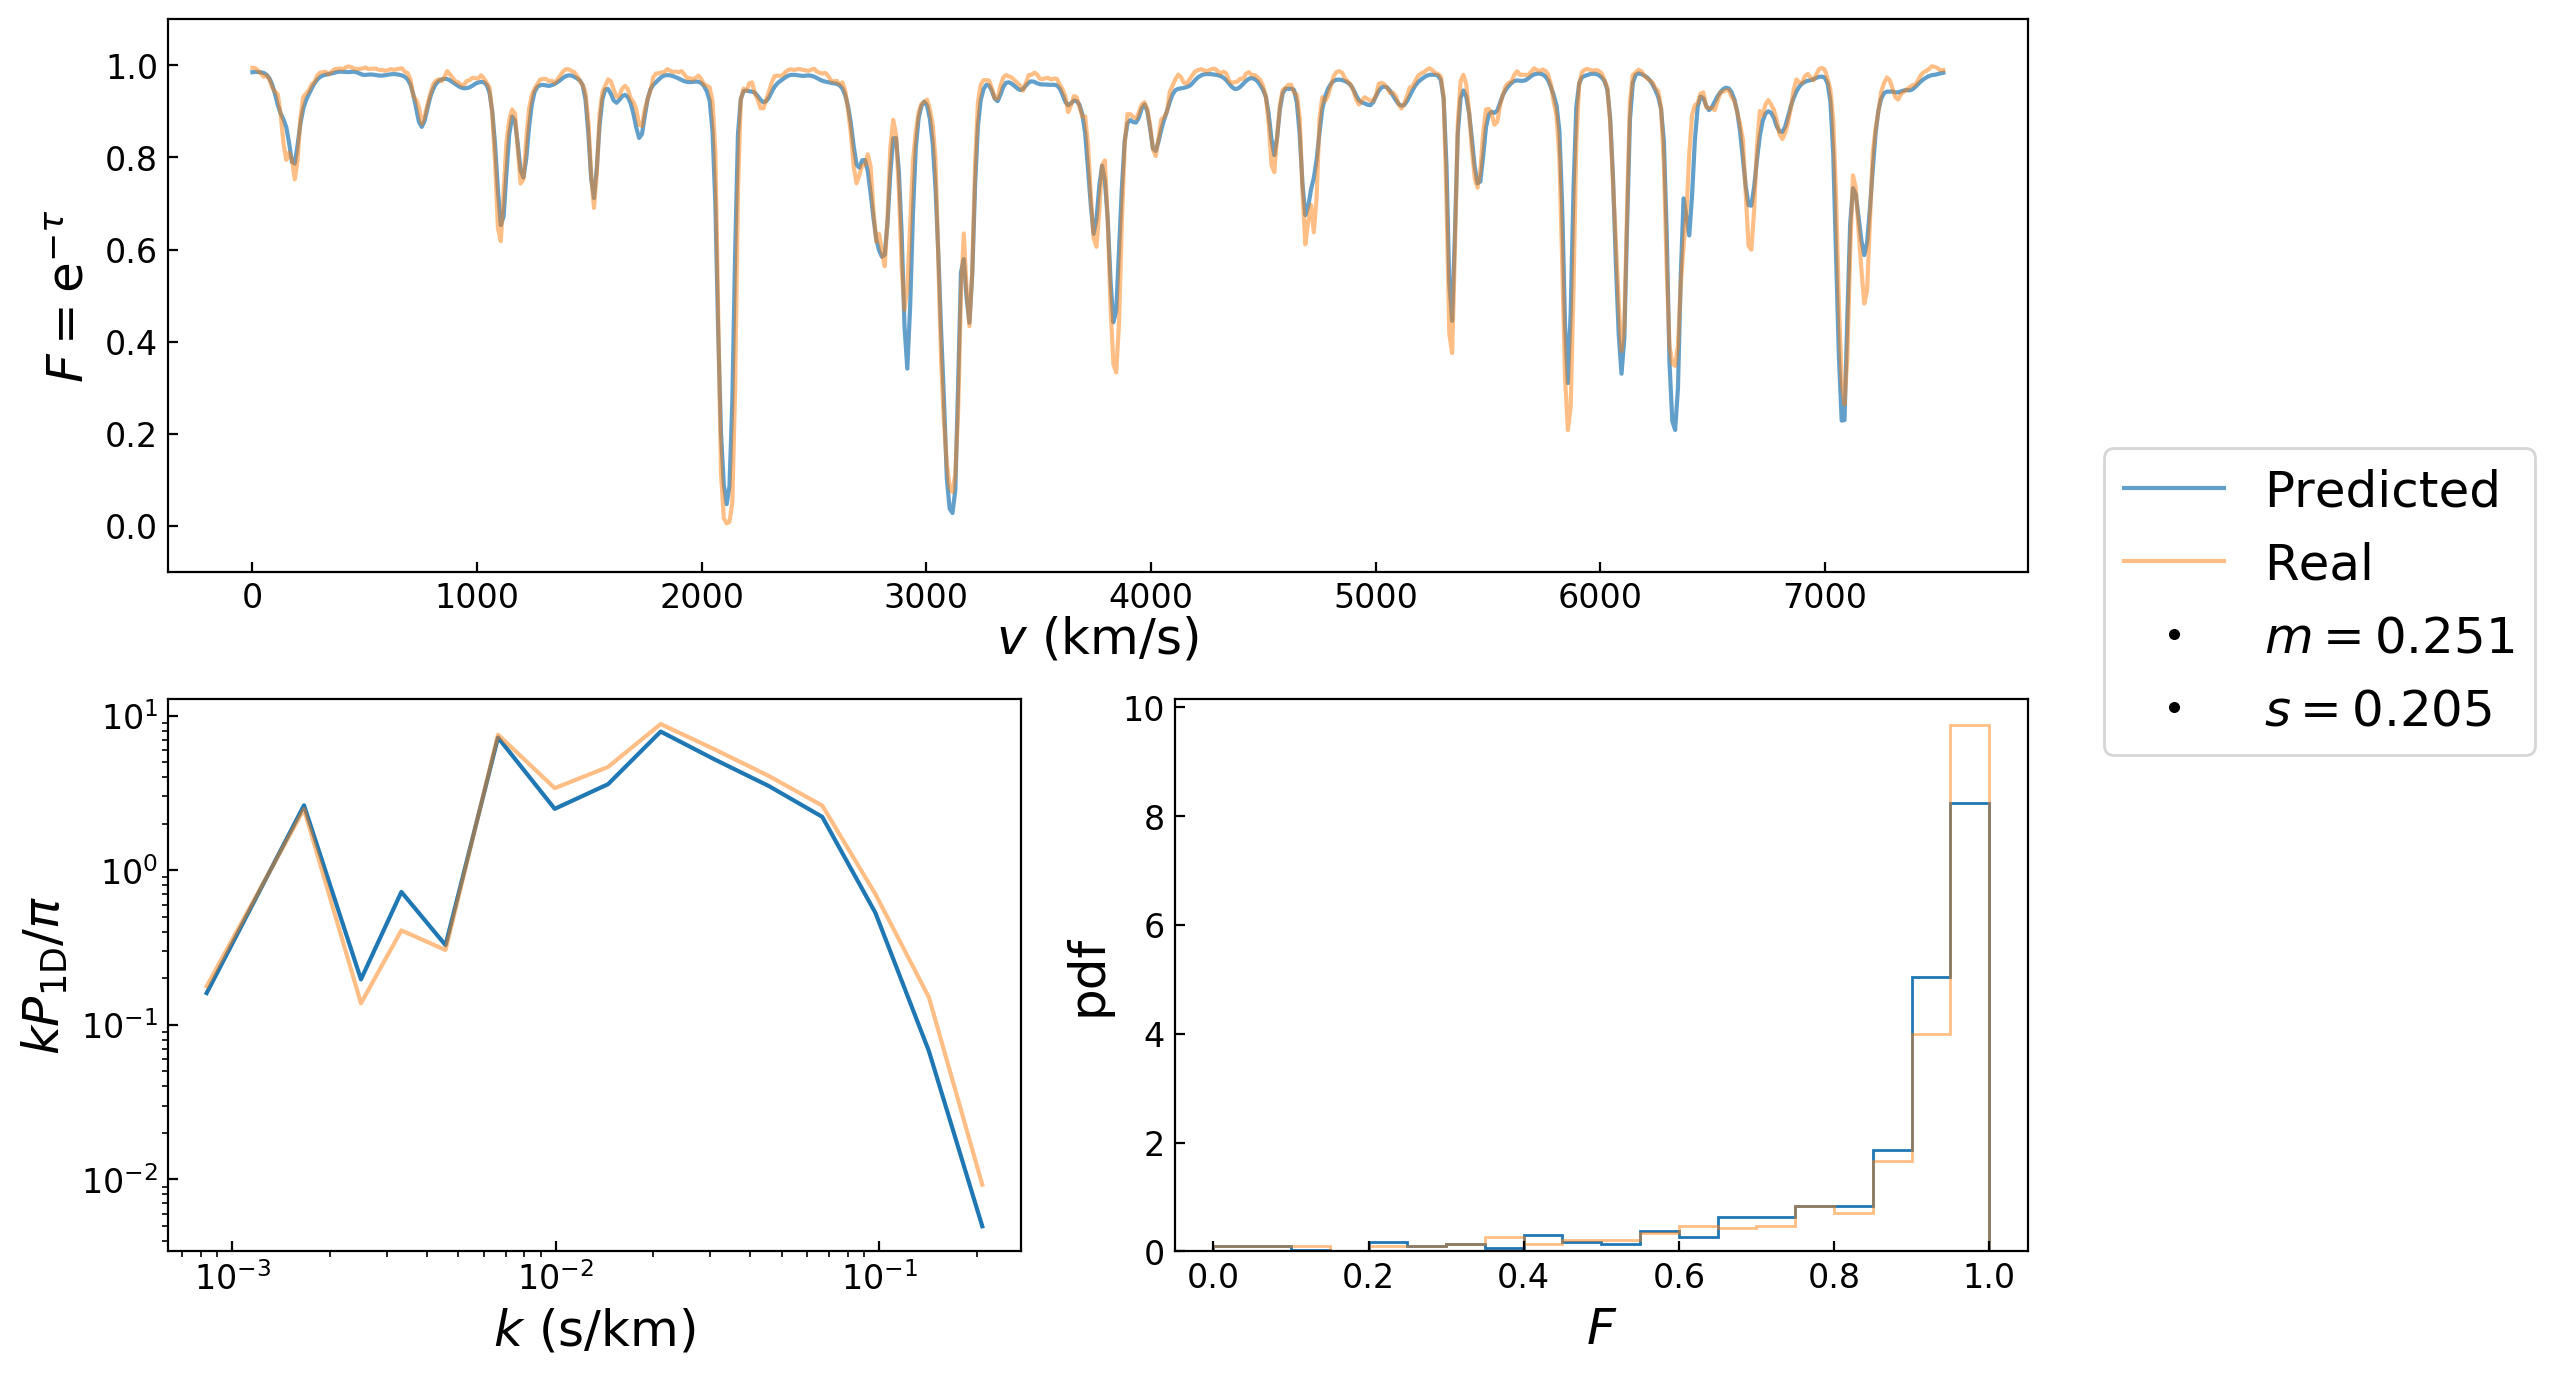 1.0
0.8
0.6
0.4
0.2
0.0
F = e^{−τ}
0 1000 2000 3000 4000 5000 6000 7000
v (km/s)
Predicted
Real
m = 0.251
s = 0.205
10^1
10^0
10^{−1}
10^{−2}
kP_{1D}/π
10^{−3} 10^{−2} 10^{−1}
k (s/km)
10
8
6
4
2
0
pdf
0.0 0.2 0.4 0.6 0.8 1.0
F